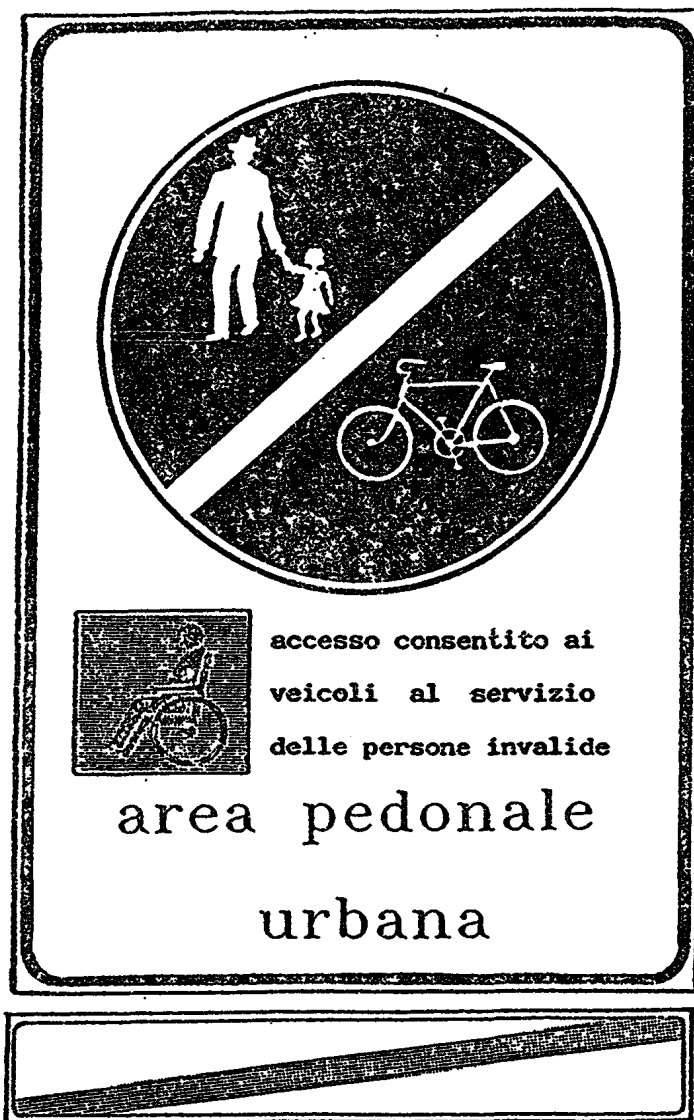 accesso consentito ai
veicoli al servizio
delle persone invalide
area pedonale
urbana